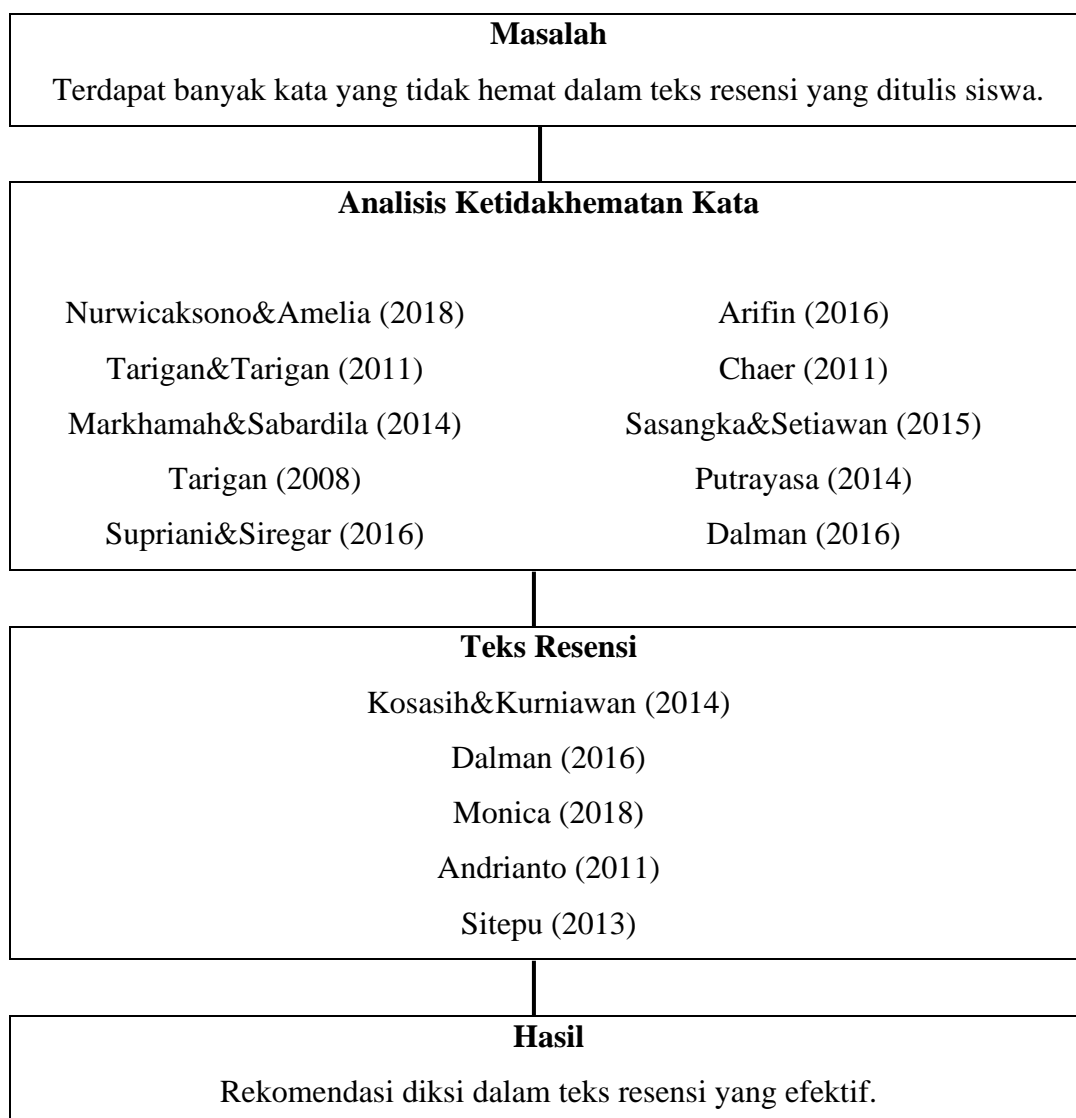 Masalah
Terdapat banyak kata yang tidak hemat dalam teks resensi yang ditulis siswa.
Analisis Ketidakhematan Kata
Nurwicaksono&Amelia (2018)
Tarigan&Tarigan (2011)
Markhamah&Sabardila (2014)
Tarigan (2008)
Supriani&Siregar (2016)
Arifin (2016)
Chaer (2011)
Sasangka&Setiawan (2015)
Putrayasa (2014)
Dalman (2016)
Teks Resensi
Kosasih&Kurniawan (2014)
Dalman (2016)
Monica (2018)
Andrianto (2011)
Sitepu (2013)
Hasil
Rekomendasi diksi dalam teks resensi yang efektif.